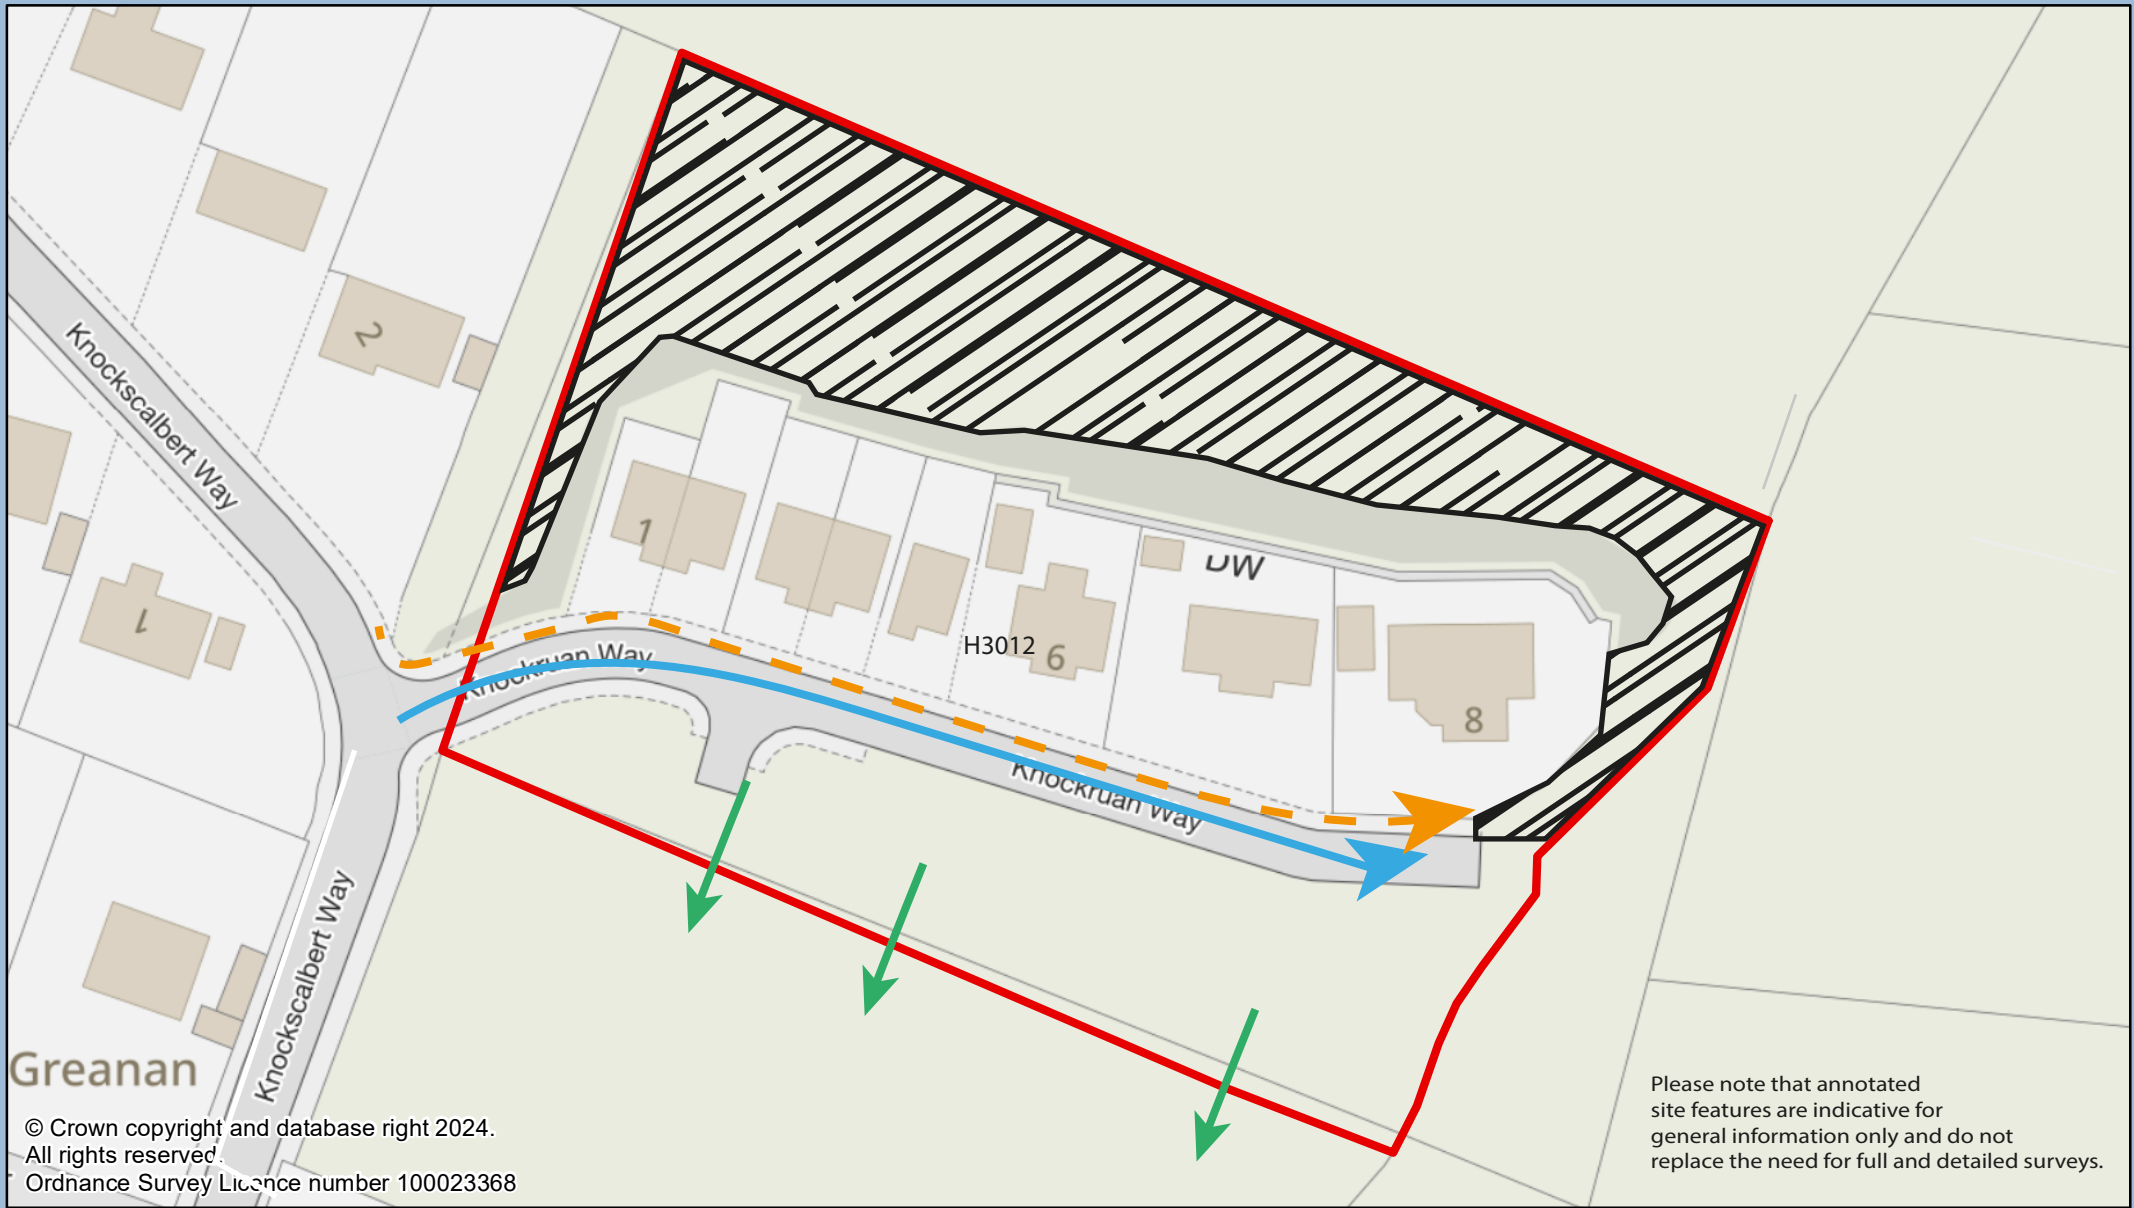 2
Knockscalbert Way
1
1
DW
H3012
6
Knockruan Way
8
Knockruan Way
Knockscalbert Way
Greanan
© Crown copyright and database right 2024.
All rights reserved.
Ordnance Survey Licence number 100023368
Please note that annotated
site features are indicative for
general information only and do not
replace the need for full and detailed surveys.